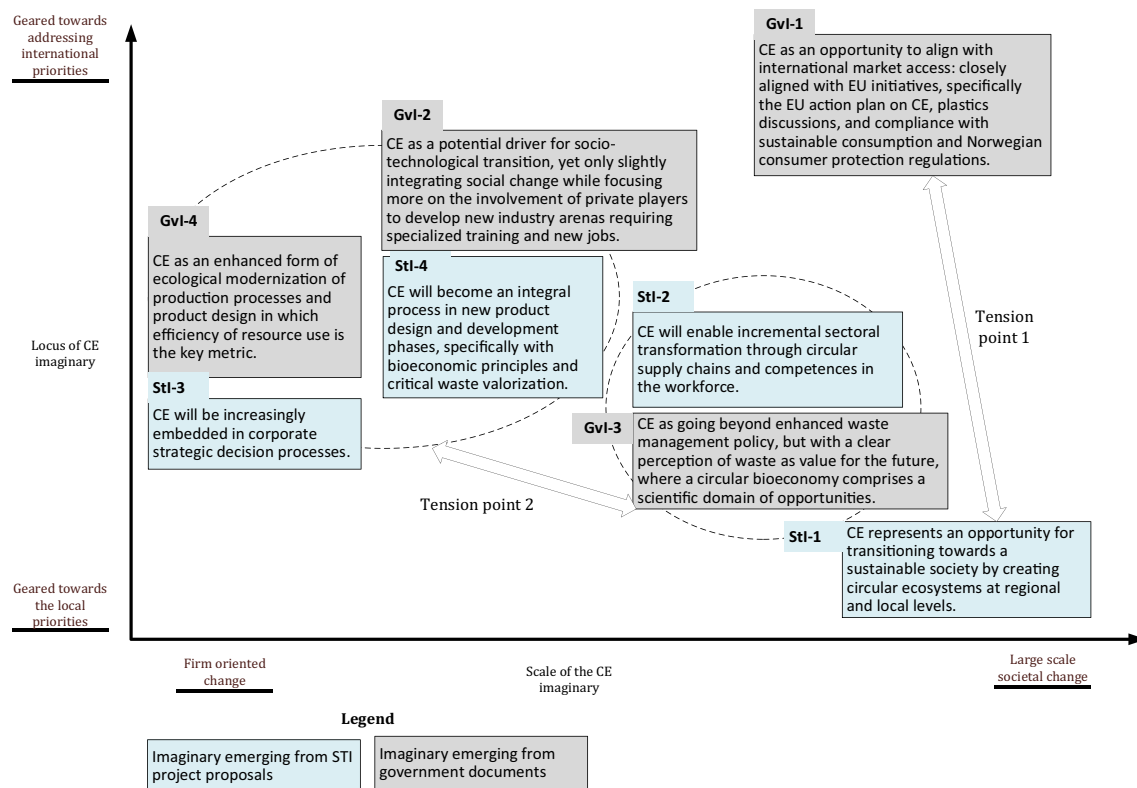 Geared towards
addressing
international
priorities
GvI-1
CE as an opportunity to align with
international market access: closely
aligned with EU initiatives, specifically
the EU action plan on CE, plastics
discussions, and compliance with
sustainable consumption and Norwegian
consumer protection regulations.
GvI-2
CE as a potential driver for socio-
technological transition, yet only slightly
integrating social change while focusing
more on the involvement of private players
to develop new industry arenas requiring
specialized training and new jobs.
GvI-4
CE as an enhanced form of
ecological modernization of
production processes and
product design in which
efficiency of resource use is
the key metric.
StI-4
CE will become an integral
process in new product
design and development
phases, specifically with
bioeconomic principles and
critical waste valorization.
StI-2
CE will enable incremental sectoral
transformation through circular
supply chains and competences in
the workforce.
Tension
point 1
Locus of CE
imaginary
StI-3
CE will be increasingly
embedded in corporate
strategic decision processes.
GvI-3
CE as going beyond enhanced waste
management policy, but with a clear
perception of waste as value for the future,
where a circular bioeconomy comprises a
scientific domain of opportunities.
Tension point 2
StI-1
CE represents an opportunity for
transitioning towards a
sustainable society by creating
circular ecosystems at regional
and local levels.
Geared towards
the local
priorities
Firm oriented
change
Scale of the CE
imaginary
Large scale
societal change
Legend
Imaginary emerging from STI
project proposals
Imaginary emerging from
government documents